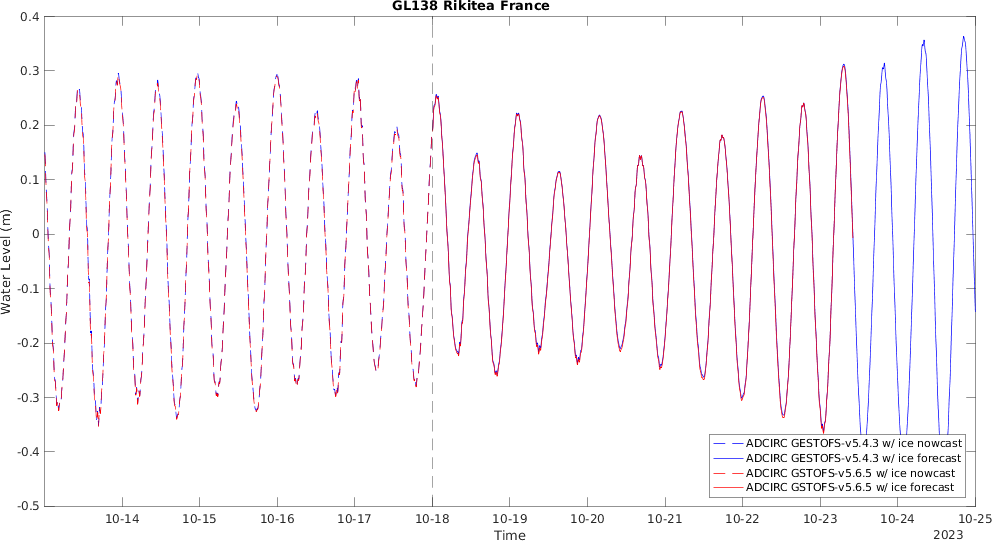 GL138 Rikitea France
0.4
0.3
0.2
0.1
0
-0.1
-0.2
-0.3
-0.4
-0.5
Water Level (m)
ADCIRC GESTOFS-v5.4.3 w/ ice nowcast
ADCIRC GESTOFS-v5.4.3 w/ ice forecast
ADCIRC GSTOFS-v5.6.5 w/ ice nowcast
ADCIRC GSTOFS-v5.6.5 w/ ice forecast
10-14 10-15 10-16 10-17 10-18 10-19 10-20 10-21 10-22 10-23 10-24 10-25
Time
2023